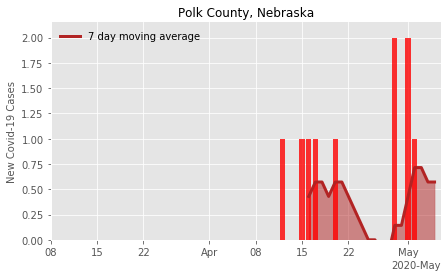 Polk County, Nebraska
7 day moving average
New Covid-19 Cases
2.00
1.75
1.50
1.25
1.00
0.75
0.50
0.25
0.00
08 15 22 Apr 08 15 22 May
2020-May